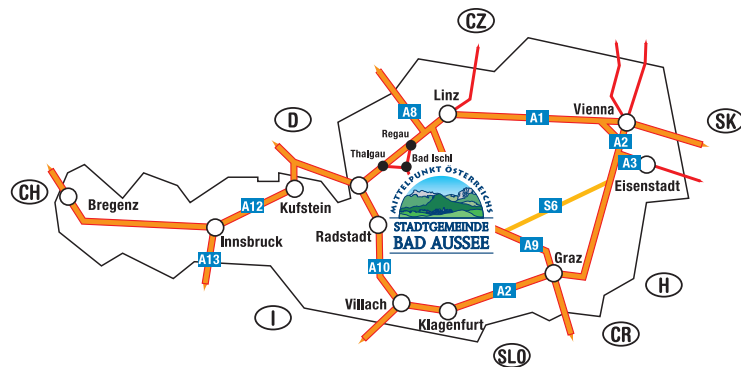 CZ
Linz
A8
A1
Vienna
SK
D
Regau
A2
Thalgau
Bad Ischl
A3
CH
Bregenz
A12
Kufstein
MITTELPUNKT ÖSTERREICHS
STADTGEMEINDE
BAD AUSSEE
S6
Eisenstadt
Innsbruck
Radstadt
A13
A10
A9
Graz
H
Villach
A2
I
Klagenfurt
CR
SLO